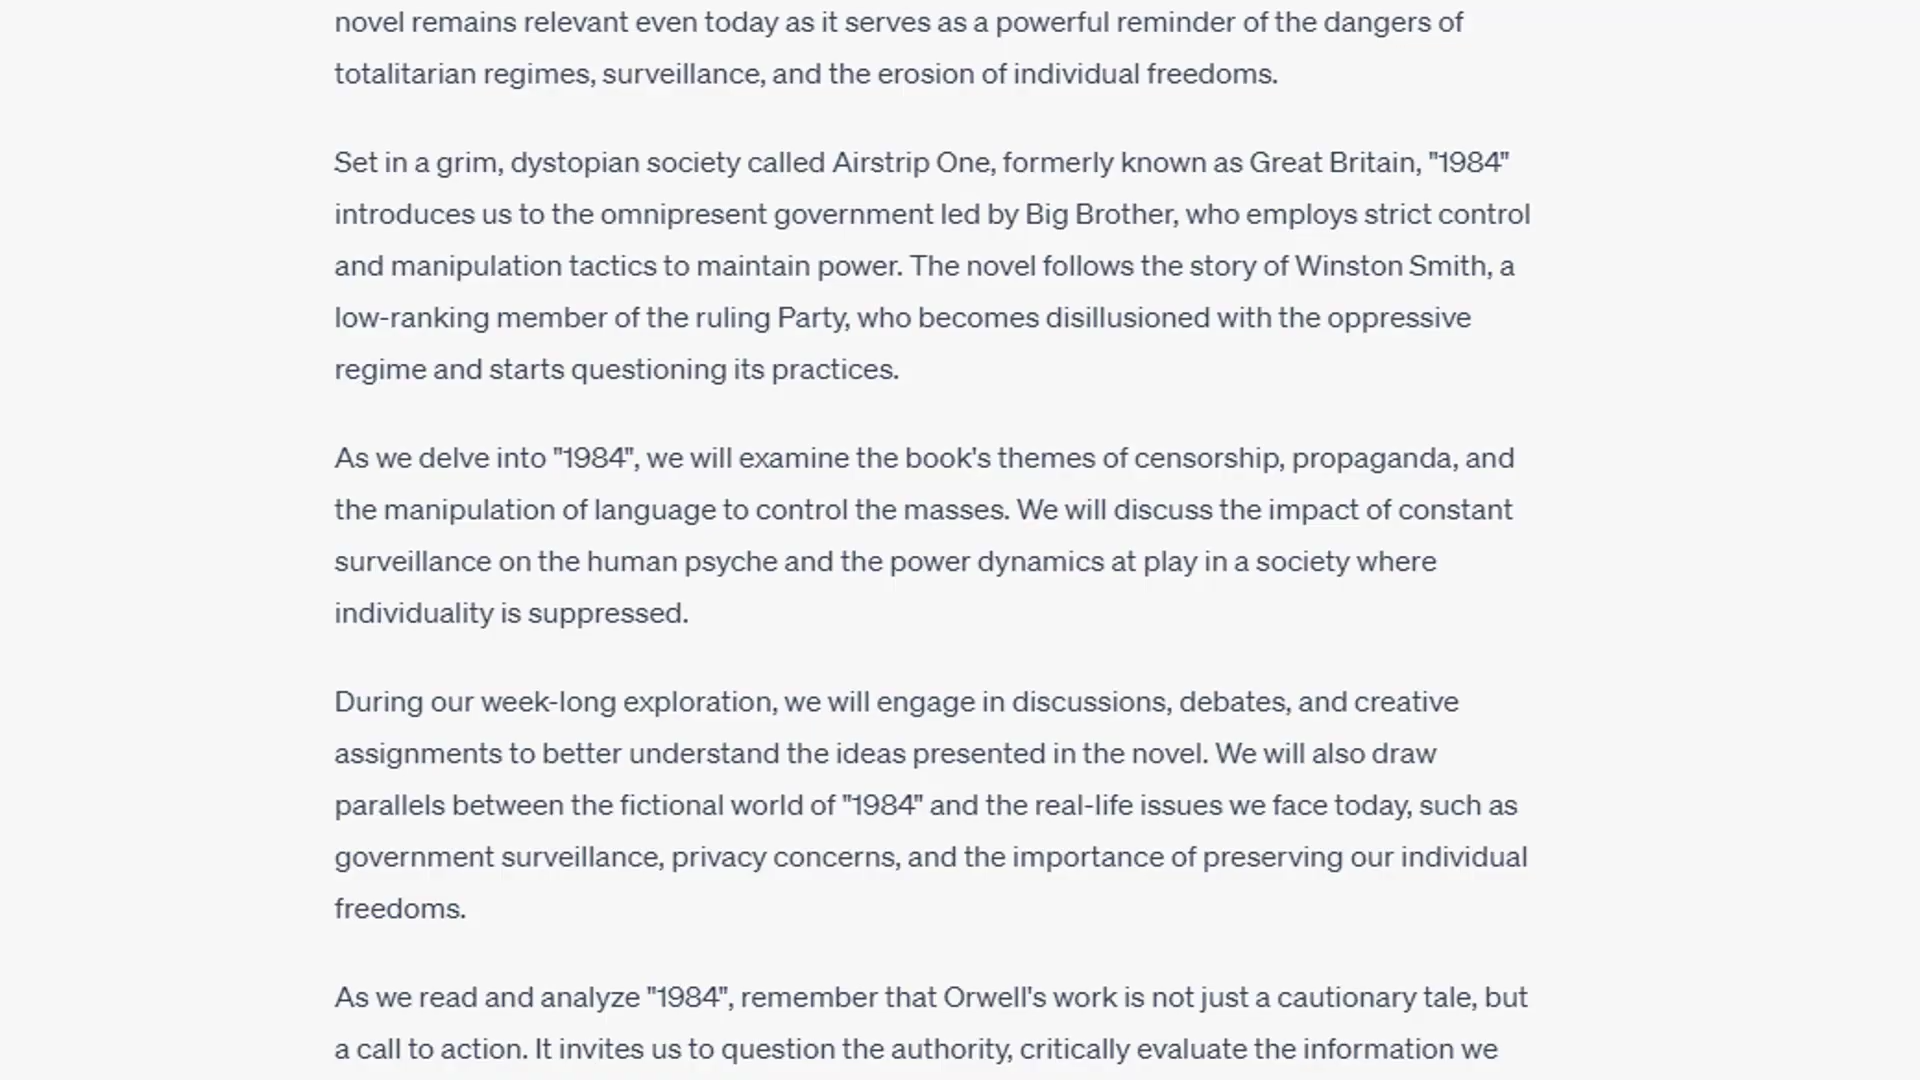 novel remains relevant even today as it serves as a powerful reminder of the dangers of
totalitarian regimes, surveillance, and the erosion of individual freedoms.
Set in a grim, dystopian society called Airstrip One, formerly known as Great Britain, "1984"
introduces us to the omnipresent government led by Big Brother, who employs strict control
and manipulation tactics to maintain power. The novel follows the story of Winston Smith, a
low-ranking member of the ruling Party, who becomes disillusioned with the oppressive
regime and starts questioning its practices.
As we delve into "1984", we will examine the book's themes of censorship, propaganda, and
the manipulation of language to control the masses. We will discuss the impact of constant
surveillance on the human psyche and the power dynamics at play in a society where
individuality is suppressed.
During our week-long exploration, we will engage in discussions, debates, and creative
assignments to better understand the ideas presented in the novel. We will also draw
parallels between the fictional world of "1984" and the real-life issues we face today, such as
government surveillance, privacy concerns, and the importance of preserving our individual
freedoms.
As we read and analyze "1984", remember that Orwell's work is not just a cautionary tale, but
a call to action. It invites us to question the authority, critically evaluate the information we